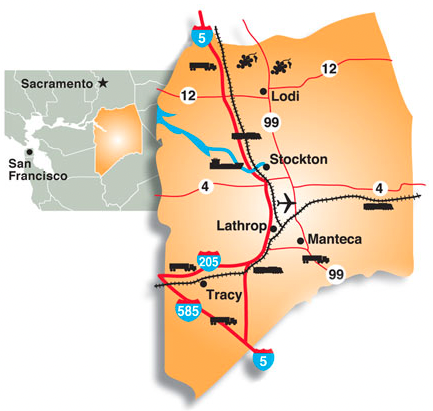 5
Sacramento
12
12
Lodi
99
San
Francisco
Stockton
4
4
Lathrop
Manteca
205
99
Tracy
585
5